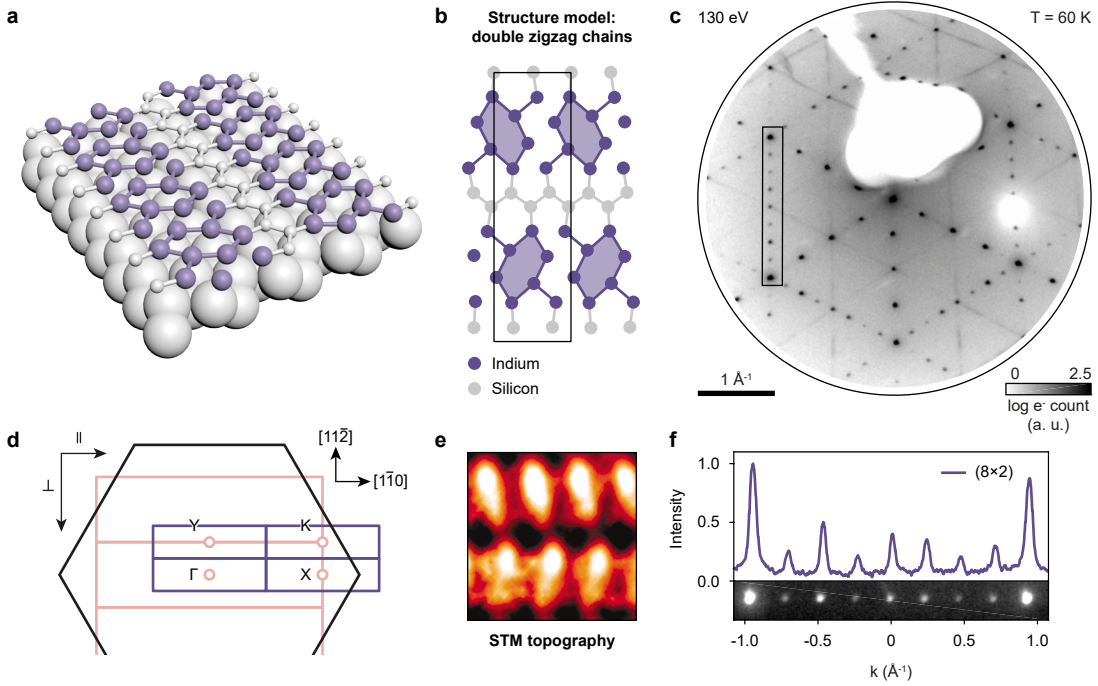 a
b
Structure model:
double zigzag chains
Indium
Silicon
c
130 eV
T = 60 K
1 Å⁻¹
0 2.5
log e⁻ count
(a. u.)
d
||
⊥
[112̄]
[11̄0]
Y
K
Γ
X
e
STM topography
f
(8×2)
Intensity
1.0
0.5
0.0
-1.0 -0.5 0 0.5 1.0
k (Å⁻¹)